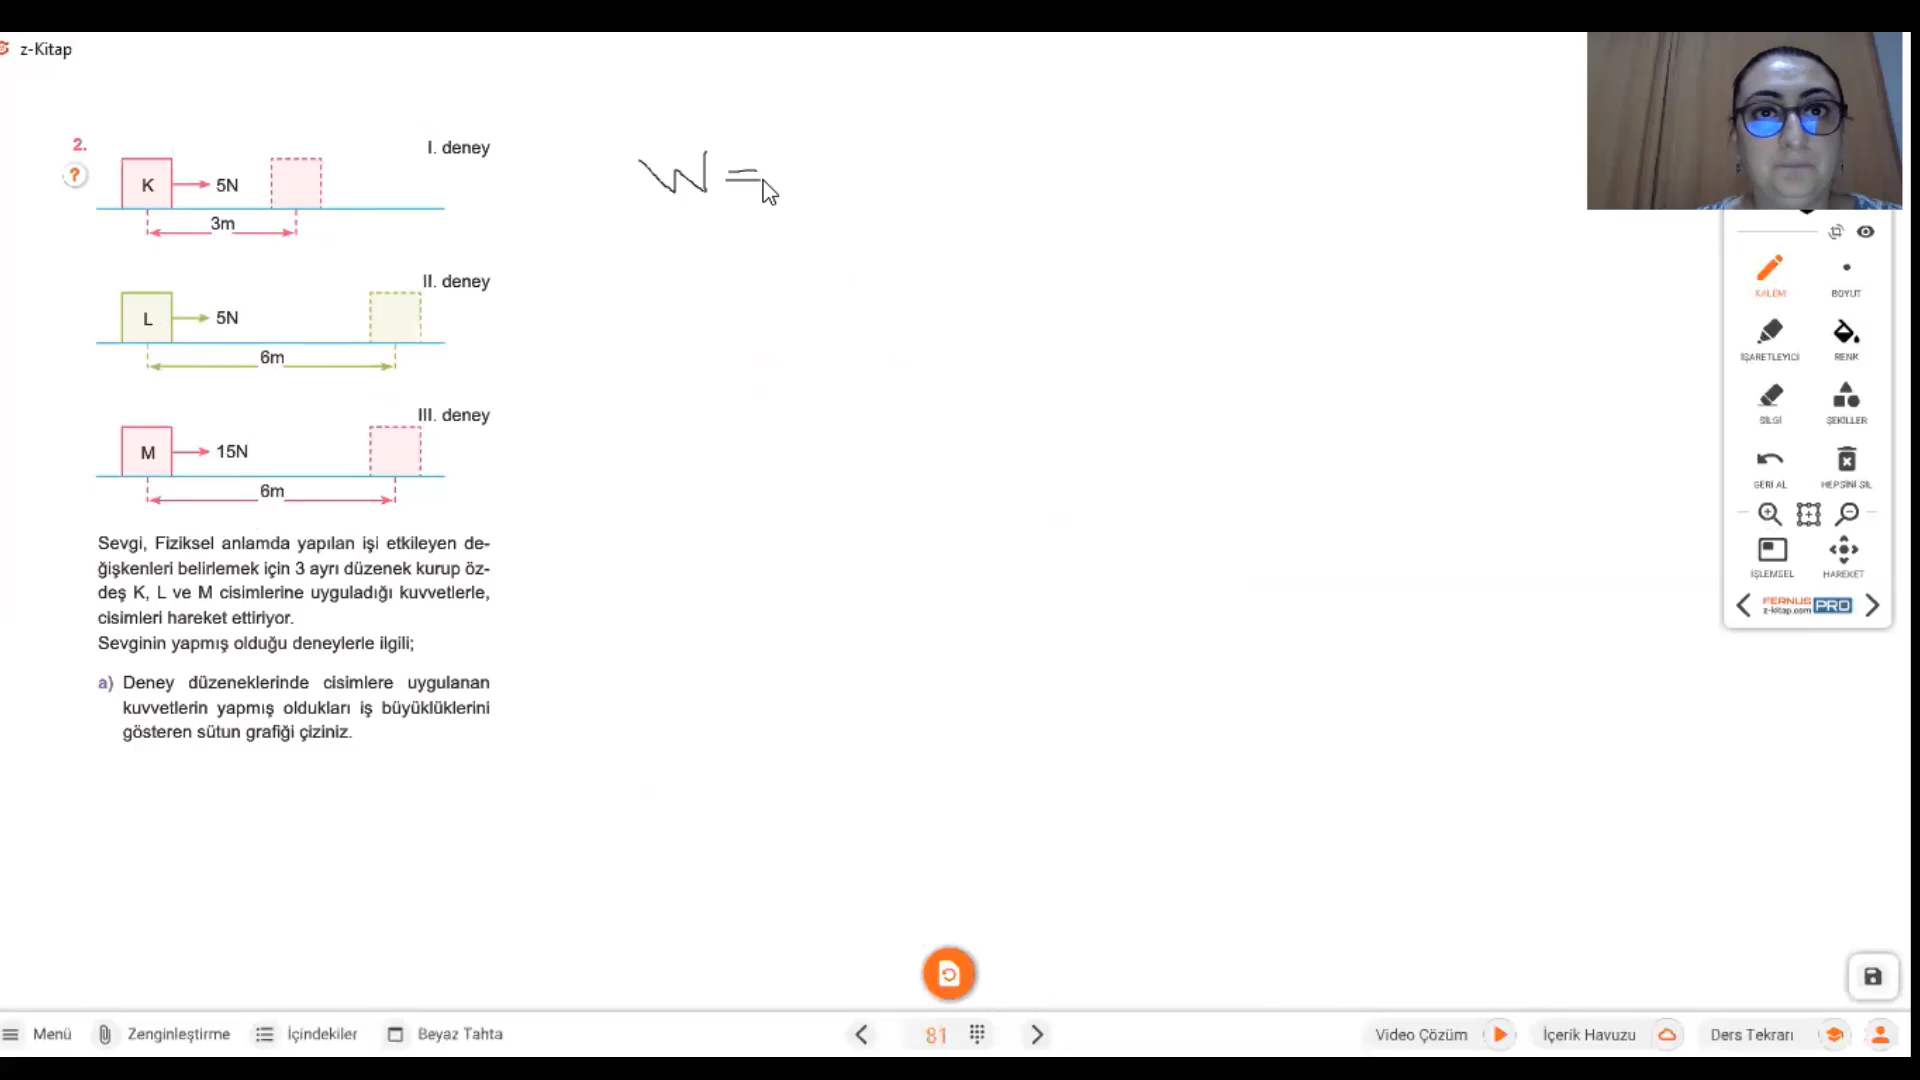 z-Kitap
2.
?
I. deney
K
5N
3m
II. deney
L
5N
6m
III. deney
M
15N
6m
W =
Sevgi, Fiziksel anlamda yapılan işi etkileyen de-
ğişkenleri belirlemek için 3 ayrı düzenek kurup öz-
deş K, L ve M cisimlerine uyguladığı kuvvetlerle,
cisimleri hareket ettiriyor.
Sevginin yapmış olduğu deneylerle ilgili;
a) Deney düzeneklerinde cisimlere uygulanan
kuvvetlerin yapmış oldukları iş büyüklüklerini
gösteren sütun grafiği çiziniz.
KALEM
BOYUT
İŞARETLEYİCİ
RENK
SİLGİ
ŞEKİLLER
GERİ AL
HEPSİNİ SİL
İŞLEMSEL
HAREKET
FERNUS
z-kitap.com
PRO
Menü
Zenginleştirme
İçindekiler
Beyaz Tahta
81
Video Çözüm
İçerik Havuzu
Ders Tekrarı